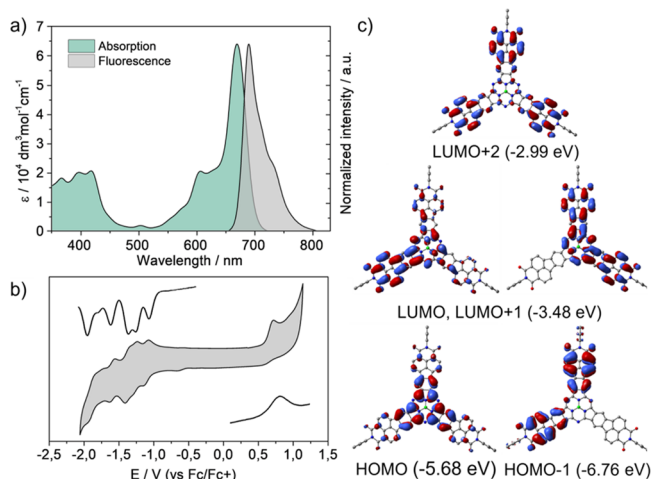 a)
ε / 10⁴ dm³mol⁻¹cm⁻¹
7
6
5
4
3
2
1
0
Absorption
Fluorescence
400 500 600 700 800
Wavelength / nm
Normalized intensity / a.u.
b)
-2,5 -2,0 -1,5 -1,0 -0,5 0,0 0,5 1,0 1,5
E / V (vs Fc/Fc+)
c)
LUMO+2 (-2.99 eV)
LUMO, LUMO+1 (-3.48 eV)
HOMO (-5.68 eV) HOMO-1 (-6.76 eV)